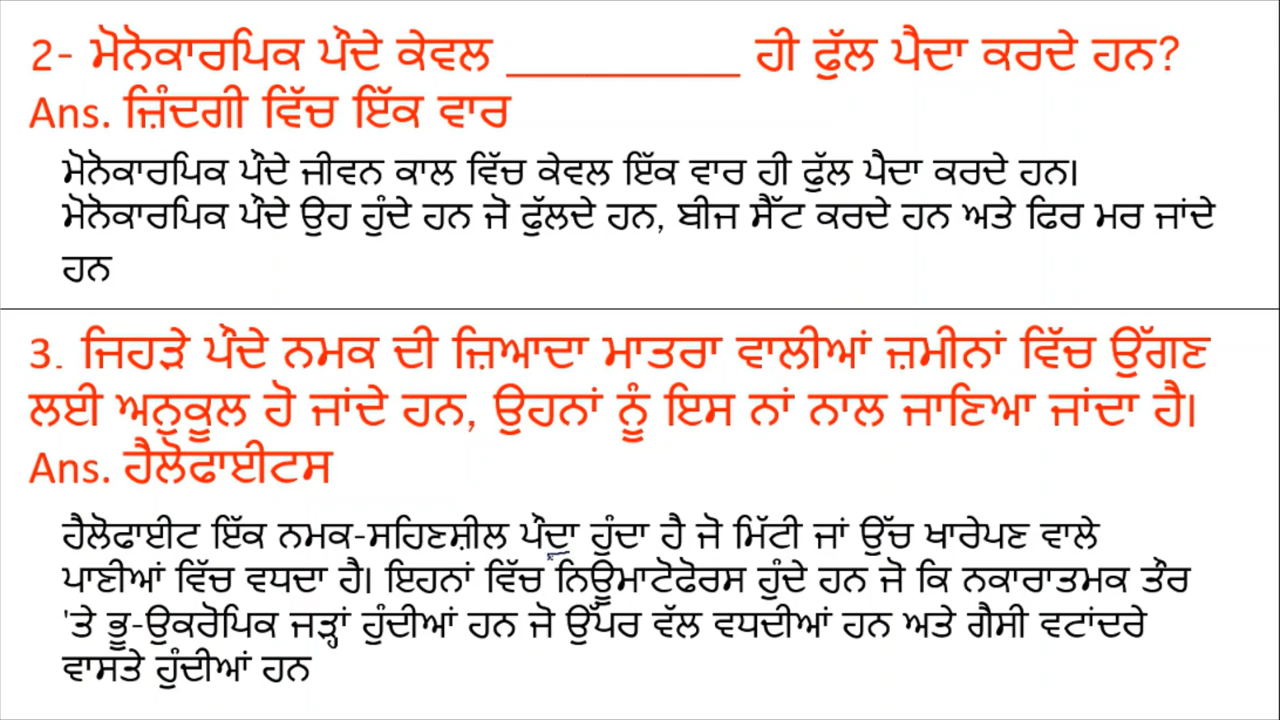 2- ਮੋਨੋਕਾਰਪਿਕ ਪੌਦੇ ਕੇਵਲ __________ ਹੀ ਫੁੱਲ ਪੈਦਾ ਕਰਦੇ ਹਨ?
Ans. ਜ਼ਿੰਦਗੀ ਵਿੱਚ ਇੱਕ ਵਾਰ
ਮੋਨੋਕਾਰਪਿਕ ਪੌਦੇ ਜੀਵਨ ਕਾਲ ਵਿੱਚ ਕੇਵਲ ਇੱਕ ਵਾਰ ਹੀ ਫੁੱਲ ਪੈਦਾ ਕਰਦੇ ਹਨ।
ਮੋਨੋਕਾਰਪਿਕ ਪੌਦੇ ਉਹ ਹੁੰਦੇ ਹਨ ਜੋ ਫੁੱਲਦੇ ਹਨ, ਬੀਜ ਸੈੱਟ ਕਰਦੇ ਹਨ ਅਤੇ ਫਿਰ ਮਰ ਜਾਂਦੇ
ਹਨ
3. ਜਿਹੜੇ ਪੌਦੇ ਨਮਕ ਦੀ ਜ਼ਿਆਦਾ ਮਾਤਰਾ ਵਾਲੀਆਂ ਜ਼ਮੀਨਾਂ ਵਿੱਚ ਉੱਗਣ
ਲਈ ਅਨੁਕੂਲ ਹੋ ਜਾਂਦੇ ਹਨ, ਉਹਨਾਂ ਨੂੰ ਇਸ ਨਾਂ ਨਾਲ ਜਾਣਿਆ ਜਾਂਦਾ ਹੈ।
Ans. ਹੈਲੋਫਾਈਟਸ
ਹੈਲੋਫਾਈਟ ਇੱਕ ਨਮਕ-ਸਹਿਣਸ਼ੀਲ ਪੌਦਾ ਹੁੰਦਾ ਹੈ ਜੋ ਮਿੱਟੀ ਜਾਂ ਉੱਚ ਖਾਰੇਪਣ ਵਾਲੇ
ਪਾਣੀਆਂ ਵਿੱਚ ਵਧਦਾ ਹੈ। ਇਹਨਾਂ ਵਿੱਚ ਨਿਊਮਾਟੋਫੋਰਸ ਹੁੰਦੇ ਹਨ ਜੋ ਕਿ ਨਕਾਰਾਤਮਕ ਤੌਰ
'ਤੇ ਭੂ-ਉਕਰੋਪਿਕ ਜੜ੍ਹਾਂ ਹੁੰਦੀਆਂ ਹਨ ਜੋ ਉੱਪਰ ਵੱਲ ਵਧਦੀਆਂ ਹਨ ਅਤੇ ਗੈਸੀ ਵਟਾਂਦਰੇ
ਵਾਸਤੇ ਹੁੰਦੀਆਂ ਹਨ